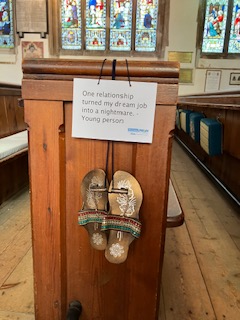 One relationship
turned my dream job
into a nightmare.
Young person